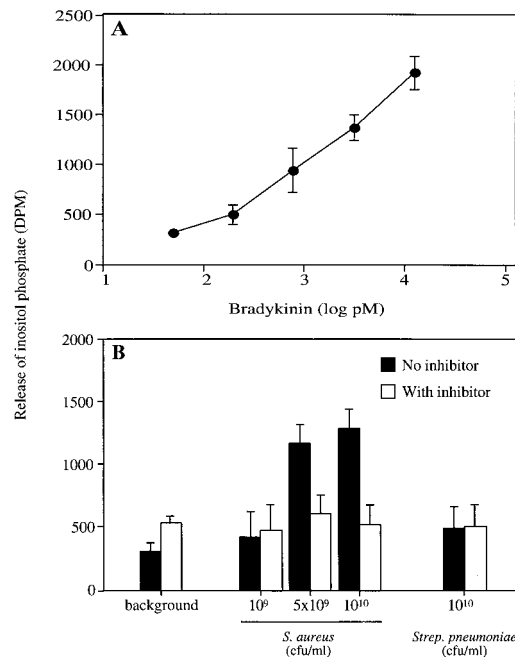 A
2500
2000
1500
1000
500
0
1 2 3 4 5
Bradykinin (log pM)
Release of inositol phosphate (DPM)
B
2000
1500
1000
500
0
No inhibitor
With inhibitor
background 10⁹ 5x10⁹ 10¹⁰ 10¹⁰
S. aureus Strep. pneumoniae
(cfu/ml) (cfu/ml)